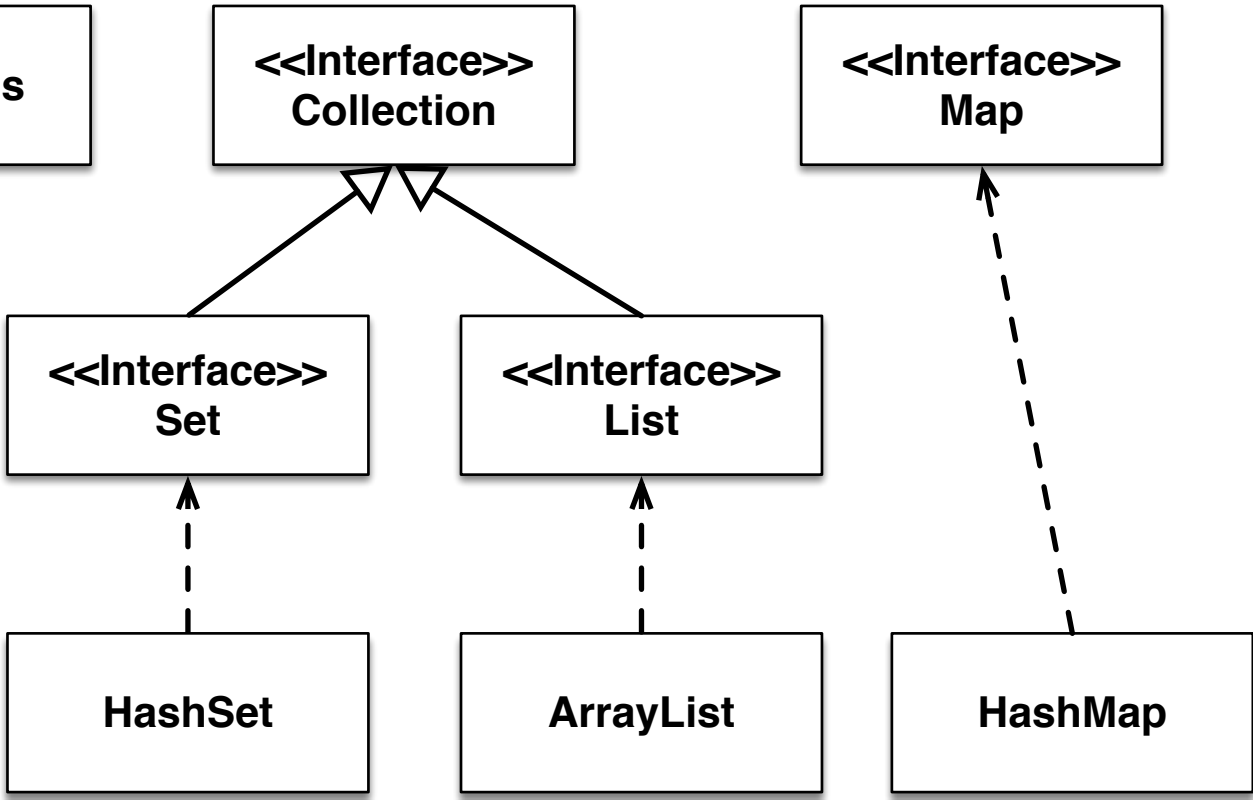 s
<<Interface>>
Collection
<<Interface>>
Map
<<Interface>>
Set
<<Interface>>
List
HashSet
ArrayList
HashMap